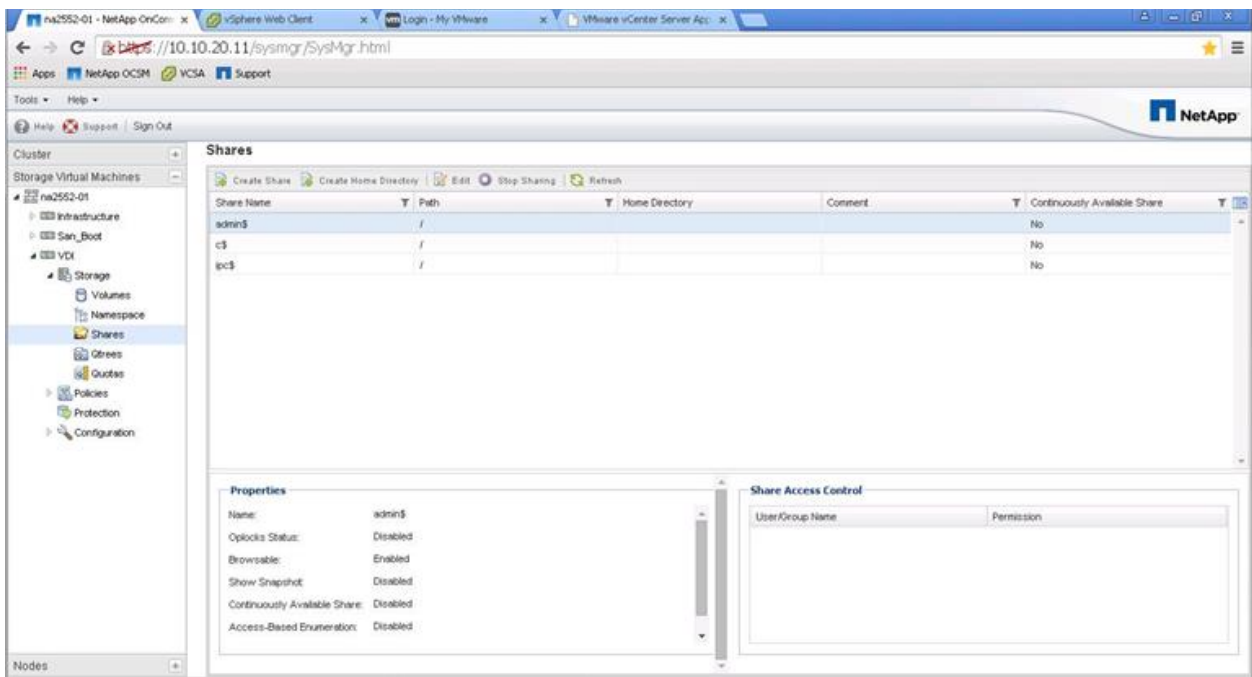 na2552-01 - NetApp OnCom vSphere Web Client Login - My VMware VMware vCenter Server App
https://10.10.20.11/sysmgr/SysMgr.html
Apps NetApp OCSM VCSA Support
Tools Help
NetApp
Help Support Sign Out
Cluster
Shares
Storage Virtual Machines
Create Share Create Home Directory Edit Stop Sharing Refresh
na2552-01
Share Name Path Home Directory Comment Continuously Available Share
Infrastructure
admin$ / No
San_Boot
c$ / No
VDI
ipc$ / No
Storage
Volumes
Namespace
Shares
Qtrees
Quotas
Policies
Protection
Configuration
Properties
Name: admin$
Oplocks Status: Disabled
Browsable: Enabled
Show Snapshot: Disabled
Continuously Available Share: Disabled
Access-Based Enumeration: Disabled
Share Access Control
User/Group Name Permission
Nodes